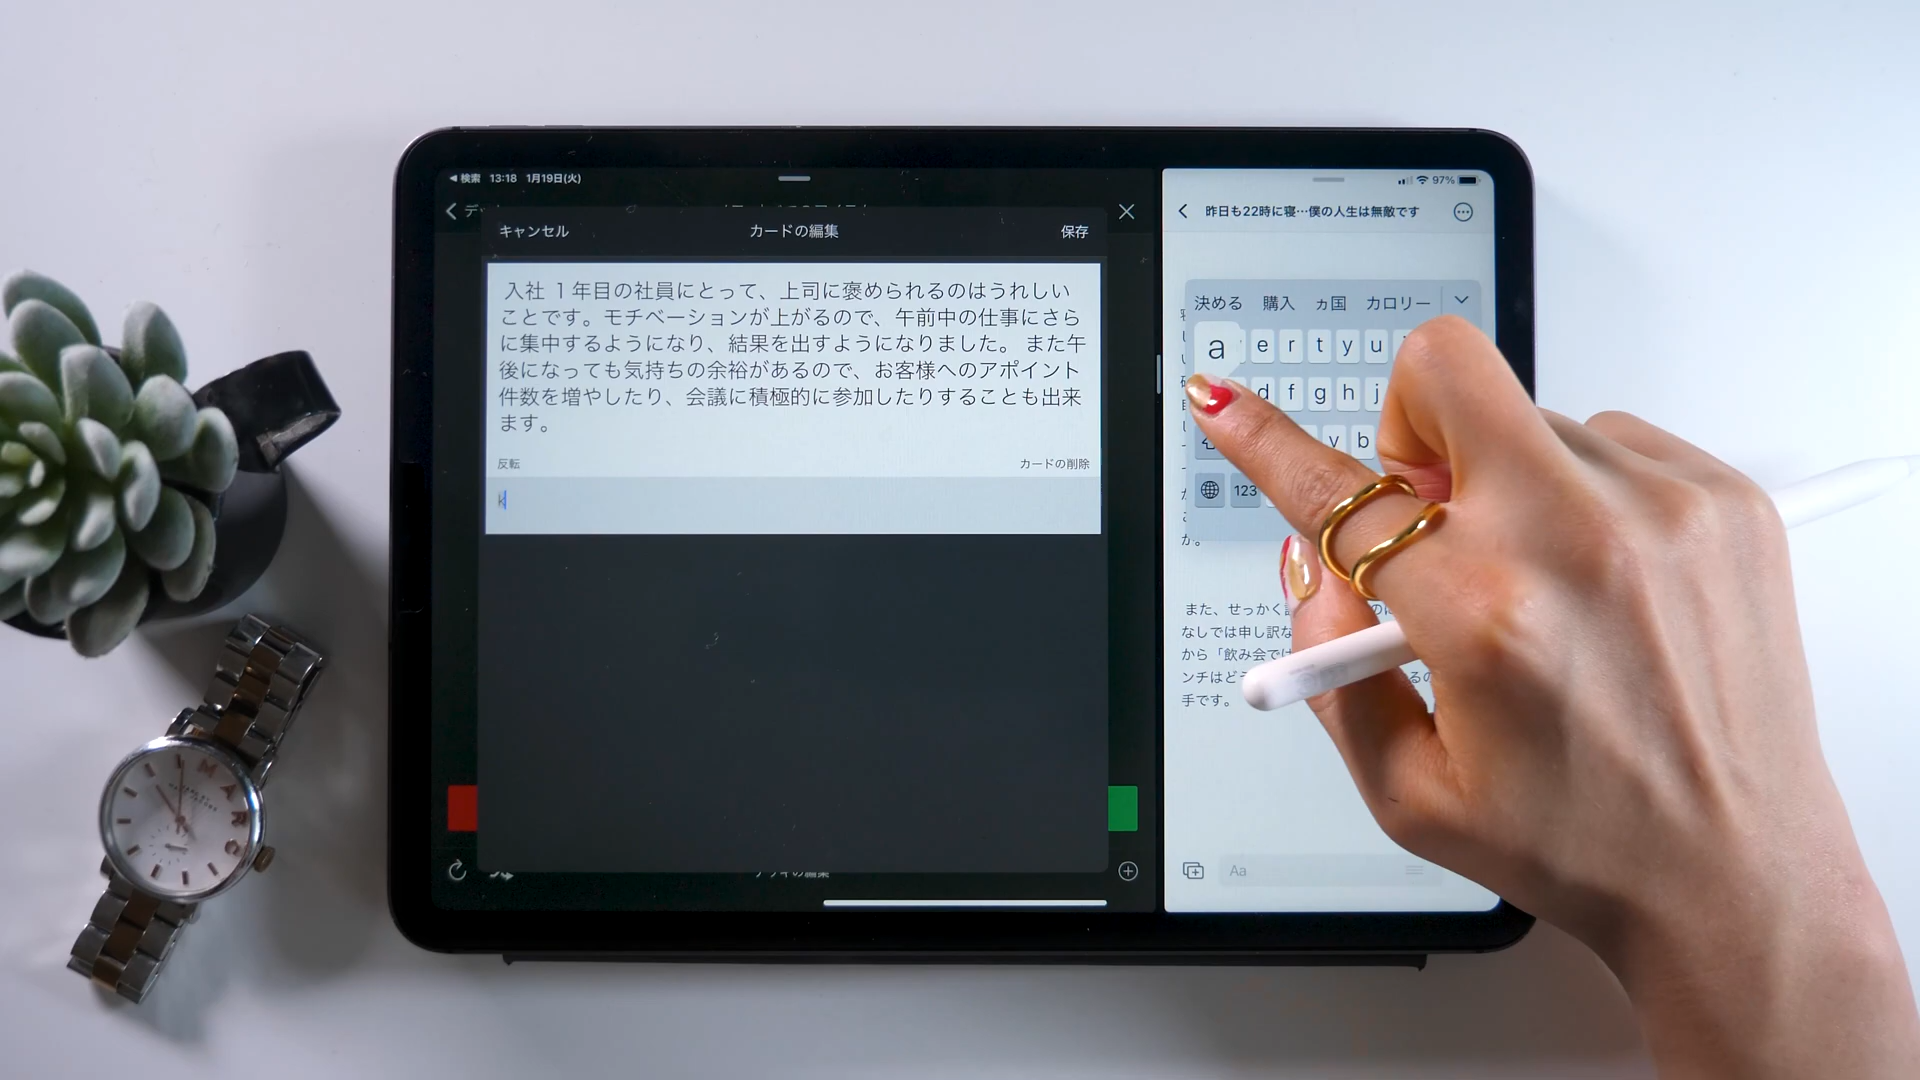 検索 13:18 1月19日(火)
キャンセル カードの編集 保存
入社 1年目の社員にとって、上司に褒められるのはうれしい
ことです。モチベーションが上がるので、午前中の仕事にさら
に集中するようになり、結果を出すようになりました。 また午
後になっても気持ちの余裕があるので、お客様へのアポイント
件数を増やしたり、会議に積極的に参加したりすることも出来
ます。
反転 カードの削除
k
97%
昨日も22時に寝…僕の人生は無敵です
決める 購入 ヵ国 カロリー
a e r t y u
d f g h j
v b
123
か。
また、せっかく
なしでは申し訳な
から「飲み会では
ンチはどう
手です。
Aa
MAR